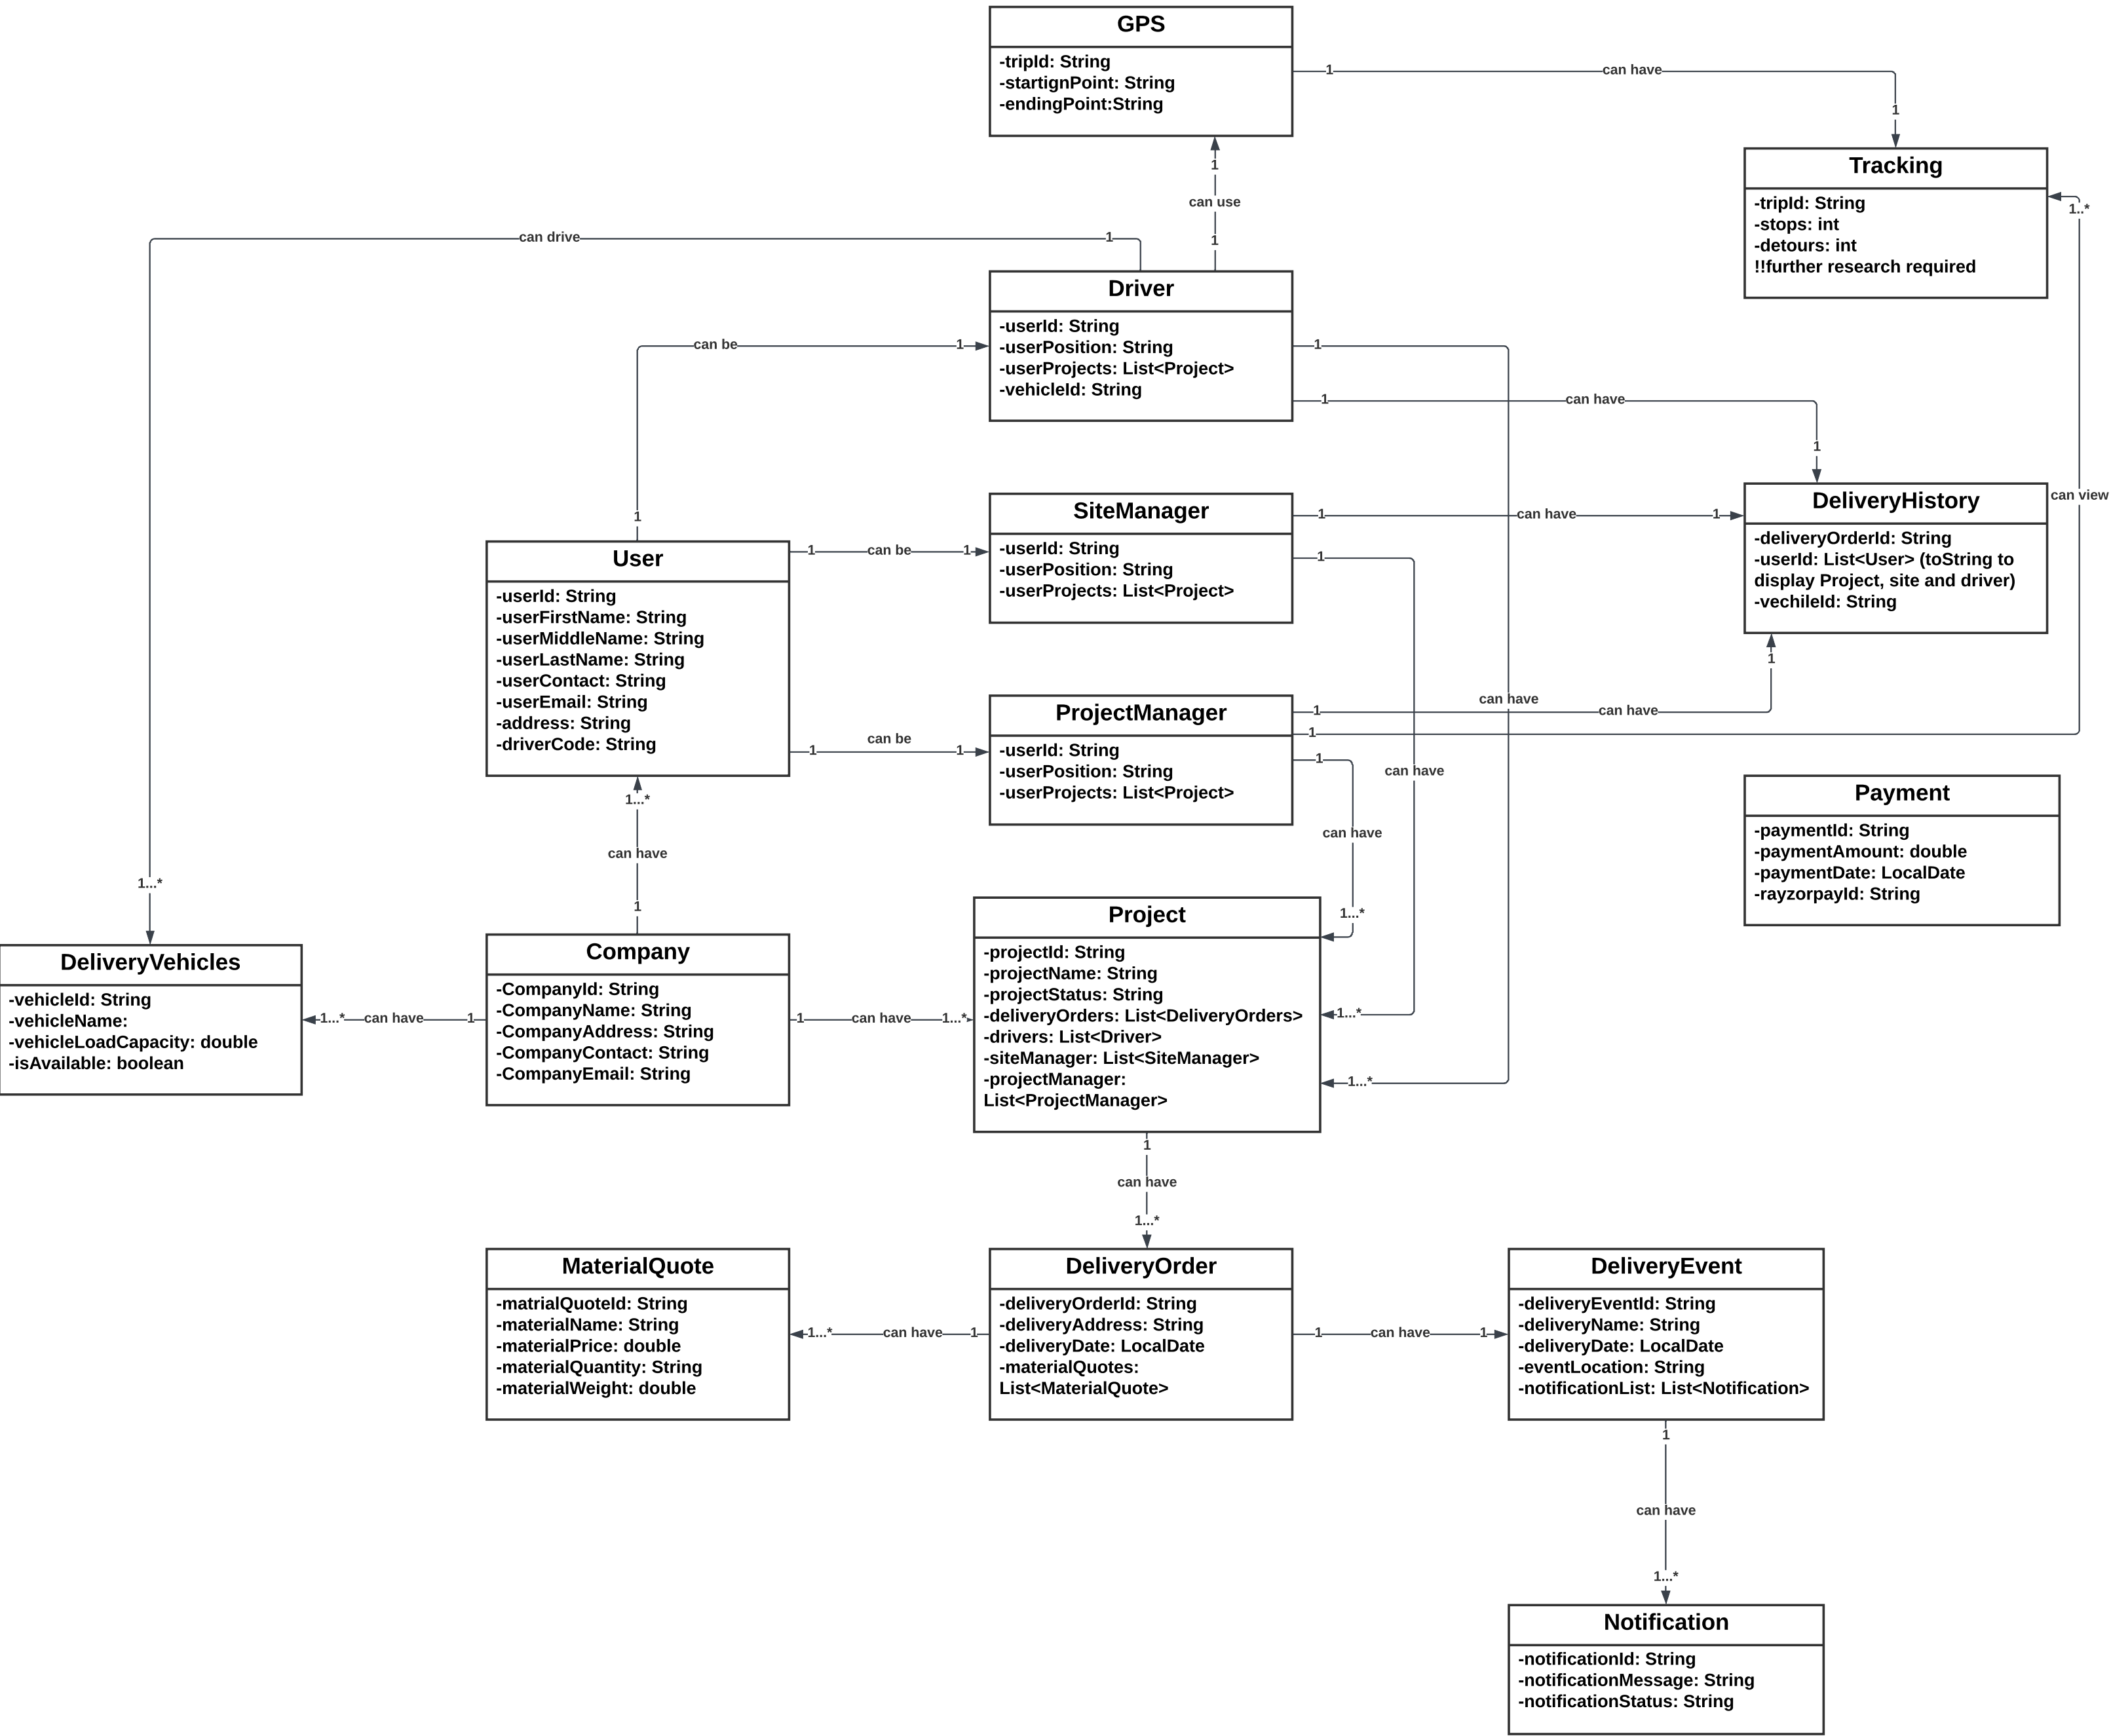 GPS
-tripId: String
-startignPoint: String
-endingPoint:String
1
can have
1
Tracking
-tripId: String
-stops: int
-detours: int
!!further research required
1..*
can view
1
can use
1
can drive
1
1...*
Driver
-userId: String
-userPosition: String
-userProjects: List<Project>
-vehicleId: String
can be
1
1
1
can have
1...*
1
can have
1
SiteManager
-userId: String
-userPosition: String
-userProjects: List<Project>
1
can have
1
1
can have
1...*
DeliveryHistory
-deliveryOrderId: String
-userId: List<User> (toString to
display Project, site and driver)
-vechileId: String
User
-userId: String
-userFirstName: String
-userMiddleName: String
-userLastName: String
-userContact: String
-userEmail: String
-address: String
-driverCode: String
1
can be
1
1
can be
1
ProjectManager
-userId: String
-userPosition: String
-userProjects: List<Project>
1
can have
1
1
1
can have
1...*
Payment
-paymentId: String
-paymentAmount: double
-paymentDate: LocalDate
-rayzorpayId: String
1...*
can have
1
DeliveryVehicles
-vehicleId: String
-vehicleName:
-vehicleLoadCapacity: double
-isAvailable: boolean
1...*
can have
1
Company
-CompanyId: String
-CompanyName: String
-CompanyAddress: String
-CompanyContact: String
-CompanyEmail: String
1
can have
1...*
Project
-projectId: String
-projectName: String
-projectStatus: String
-deliveryOrders: List<DeliveryOrders>
-drivers: List<Driver>
-siteManager: List<SiteManager>
-projectManager:
List<ProjectManager>
1
can have
1...*
MaterialQuote
-matrialQuoteId: String
-materialName: String
-materialPrice: double
-materialQuantity: String
-materialWeight: double
1...*
can have
1
DeliveryOrder
-deliveryOrderId: String
-deliveryAddress: String
-deliveryDate: LocalDate
-materialQuotes:
List<MaterialQuote>
1
can have
1
DeliveryEvent
-deliveryEventId: String
-deliveryName: String
-deliveryDate: LocalDate
-eventLocation: String
-notificationList: List<Notification>
1
can have
1...*
Notification
-notificationId: String
-notificationMessage: String
-notificationStatus: String